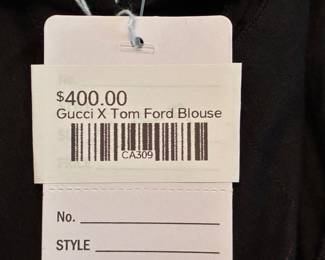 $400.00
Gucci X Tom Ford Blouse
CA309
No.
STYLE